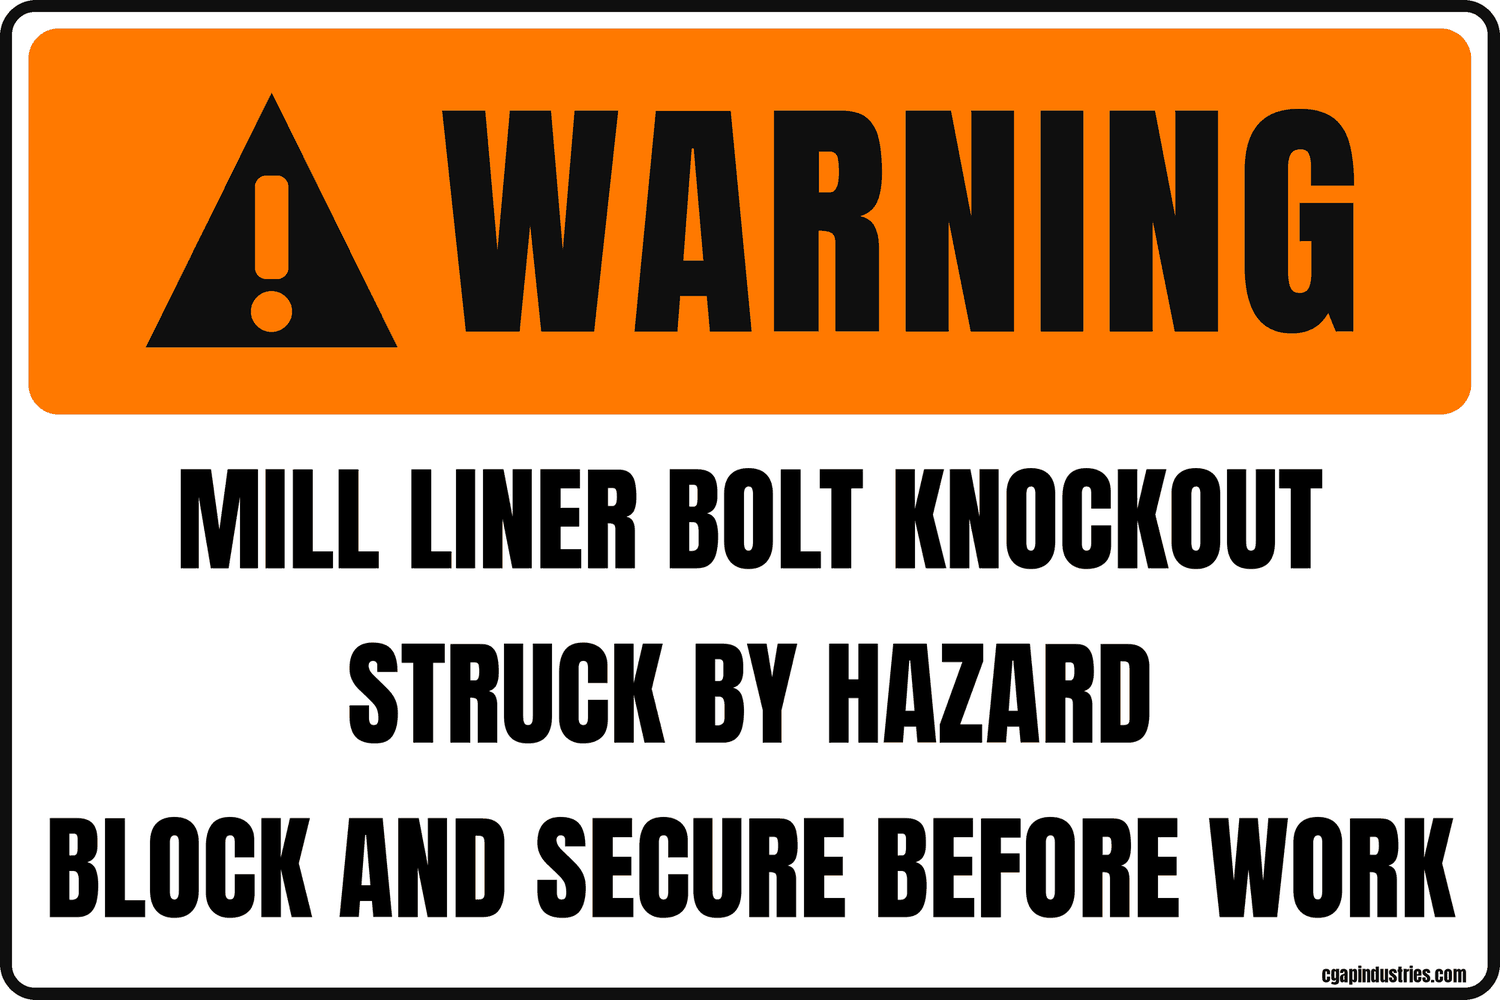 WARNING
MILL LINER BOLT KNOCKOUT
STRUCK BY HAZARD
BLOCK AND SECURE BEFORE WORK
cgapindustries.com